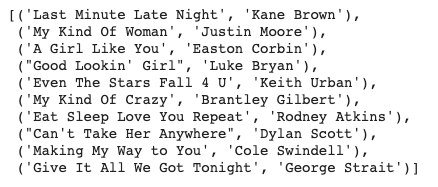 [('Last Minute Late Night', 'Kane Brown'),
('My Kind Of Woman', 'Justin Moore'),
('A Girl Like You', 'Easton Corbin'),
("Good Lookin' Girl", 'Luke Bryan'),
('Even The Stars Fall 4 U', 'Keith Urban'),
('My Kind Of Crazy', 'Brantley Gilbert'),
('Eat Sleep Love You Repeat', 'Rodney Atkins'),
("Can't Take Her Anywhere", 'Dylan Scott'),
('Making My Way to You', 'Cole Swindell'),
('Give It All We Got Tonight', 'George Strait')]